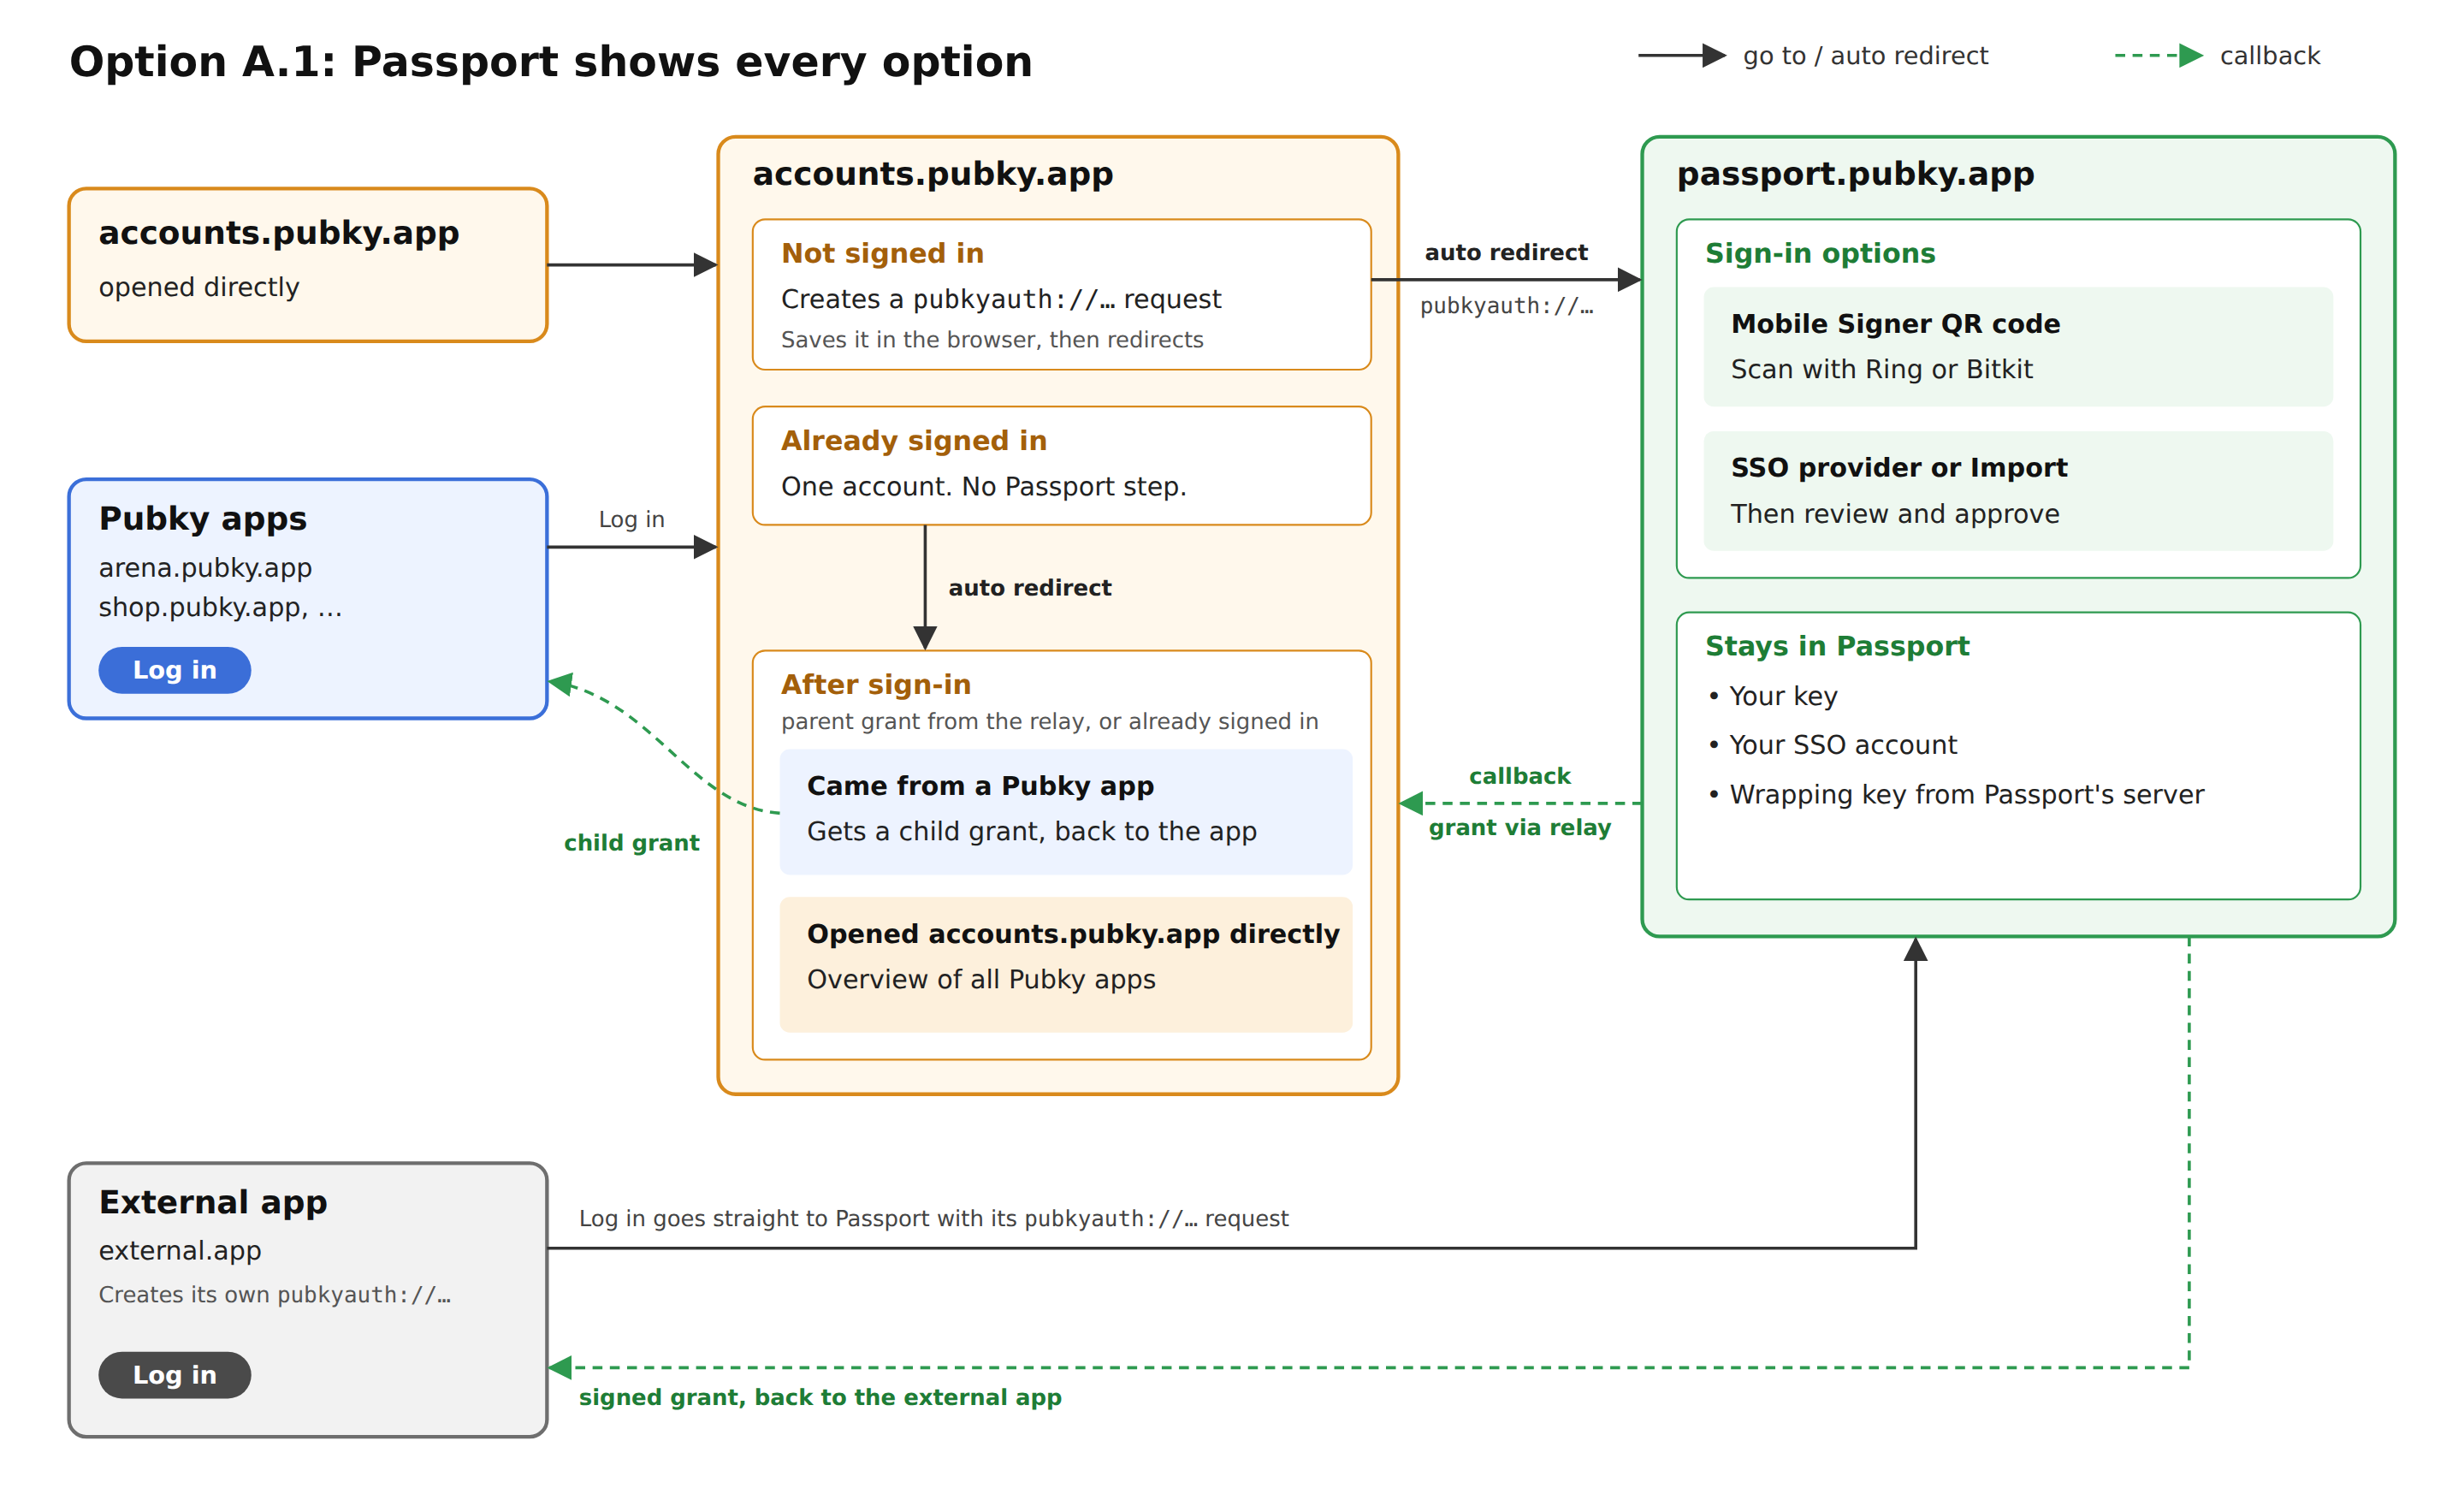 Option A.1: Passport shows every option
go to / auto redirect
callback
accounts.pubky.app
opened directly
Pubky apps
arena.pubky.app
shop.pubky.app, …
Log in
Log in
accounts.pubky.app
Not signed in
Creates a pubkyauth://… request
Saves it in the browser, then redirects
Already signed in
One account. No Passport step.
auto redirect
After sign-in
parent grant from the relay, or already signed in
Came from a Pubky app
Gets a child grant, back to the app
Opened accounts.pubky.app directly
Overview of all Pubky apps
child grant
auto redirect
pubkyauth://…
callback
grant via relay
passport.pubky.app
Sign-in options
Mobile Signer QR code
Scan with Ring or Bitkit
SSO provider or Import
Then review and approve
Stays in Passport
• Your key
• Your SSO account
• Wrapping key from Passport's server
External app
external.app
Creates its own pubkyauth://…
Log in
Log in goes straight to Passport with its pubkyauth://… request
signed grant, back to the external app